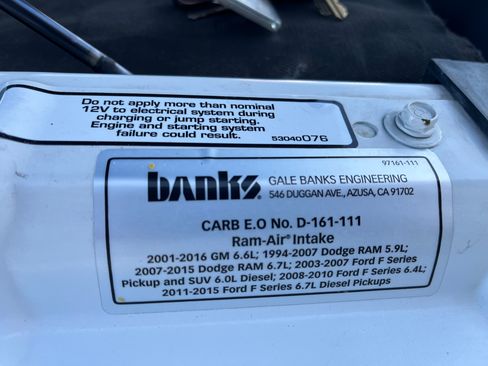 Do not apply more than nominal
12V to electrical system during
charging or jump starting.
Engine and starting system
failure could result.
53040076
97161-111
banks
GALE BANKS ENGINEERING
546 DUGGAN AVE., AZUSA, CA 91702
CARB E.O No. D-161-111
Ram-Air® Intake
2001-2016 GM 6.6L; 1994-2007 Dodge RAM 5.9L;
2007-2015 Dodge RAM 6.7L; 2003-2007 Ford F Series
Pickup and SUV 6.0L Diesel; 2008-2010 Ford F Series 6.4L;
2011-2015 Ford F Series 6.7L Diesel Pickups